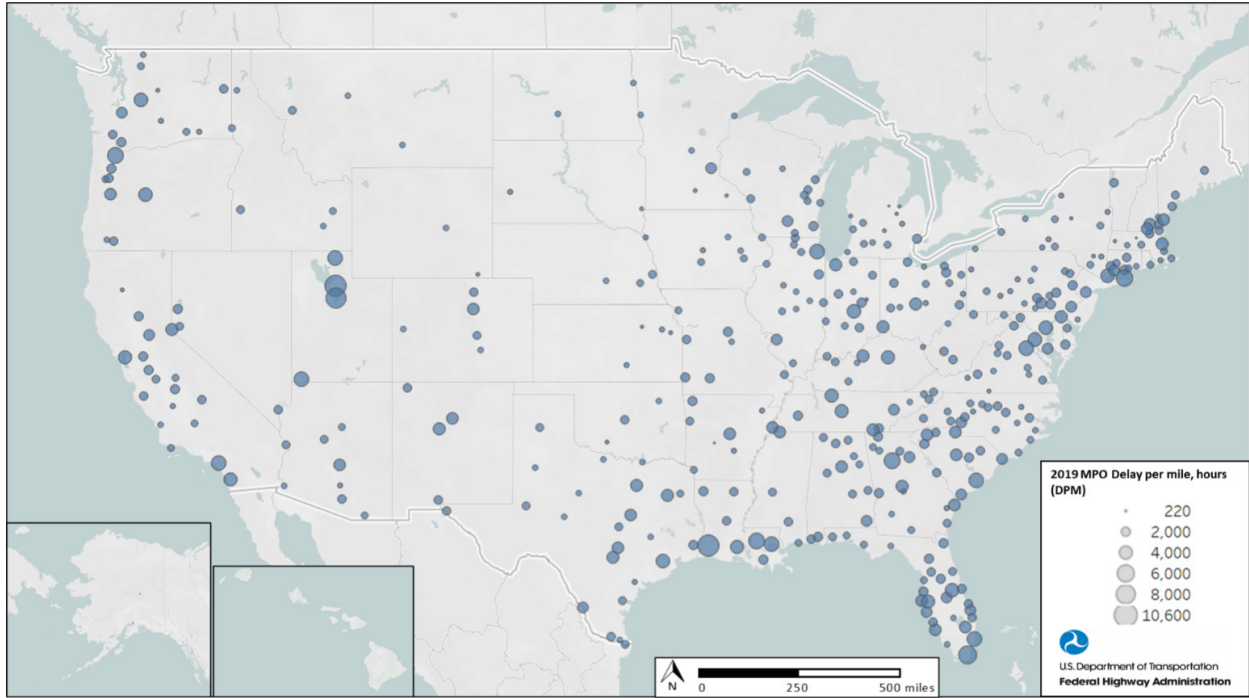 2019 MPO Delay per mile, hours
(DPM)
220
2,000
4,000
6,000
8,000
10,600
U.S. Department of Transportation
Federal Highway Administration
N
0 250 500 miles